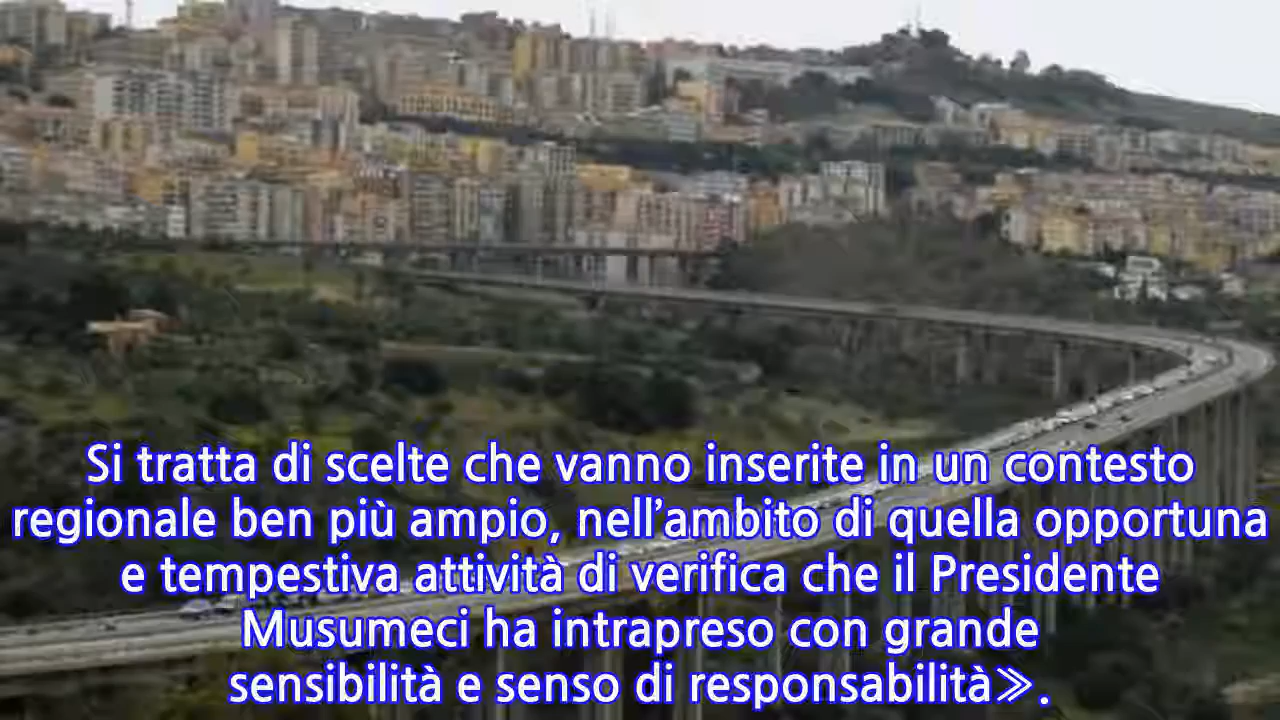 Si tratta di scelte che vanno inserite in un contesto
regionale ben più ampio, nell’ambito di quella opportuna
e tempestiva attività di verifica che il Presidente
Musumeci ha intrapreso con grande
sensibilità e senso di responsabilità».